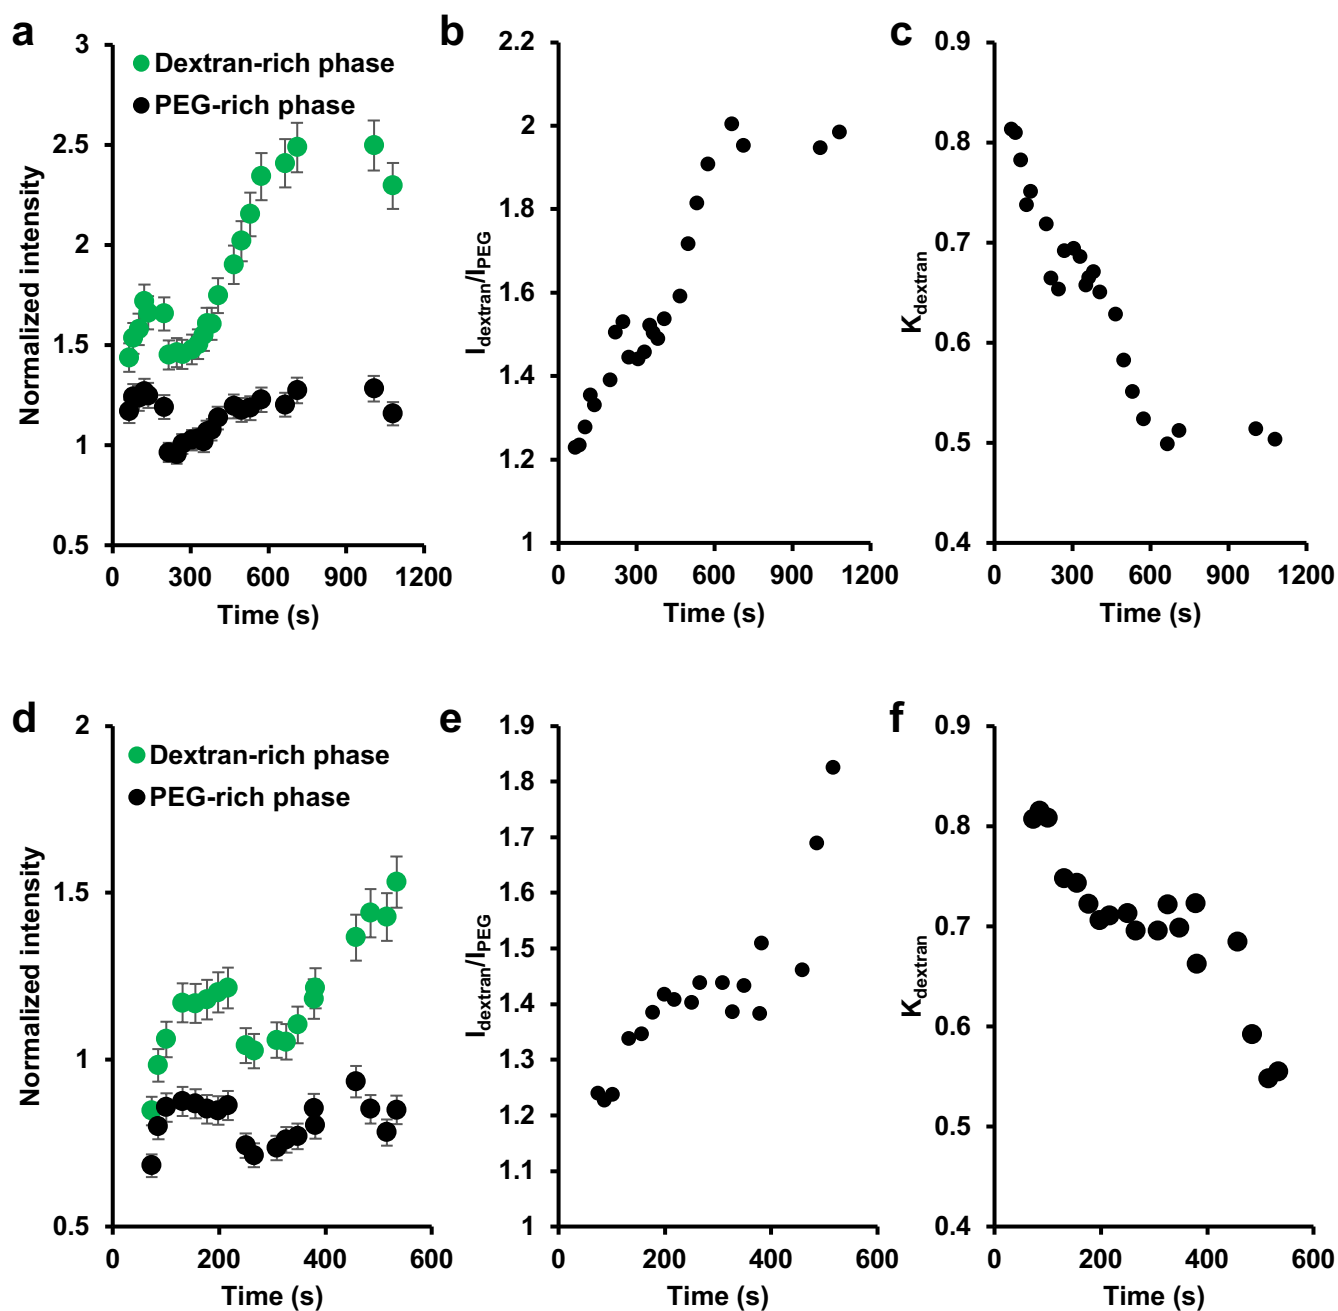 a
3
2.5
2
1.5
1
0.5
0 300 600 900 1200
Normalized intensity
Time (s)
Dextran-rich phase
PEG-rich phase
b
2.2
2
1.8
1.6
1.4
1.2
1
0 300 600 900 1200
I_dextran/I_PEG
Time (s)
c
0.9
0.8
0.7
0.6
0.5
0.4
0 300 600 900 1200
K_dextran
Time (s)
d
2
1.5
1
0.5
0 200 400 600
Normalized intensity
Time (s)
Dextran-rich phase
PEG-rich phase
e
1.9
1.8
1.7
1.6
1.5
1.4
1.3
1.2
1.1
1
0 200 400 600
I_dextran/I_PEG
Time (s)
f
0.9
0.8
0.7
0.6
0.5
0.4
0 200 400 600
K_dextran
Time (s)